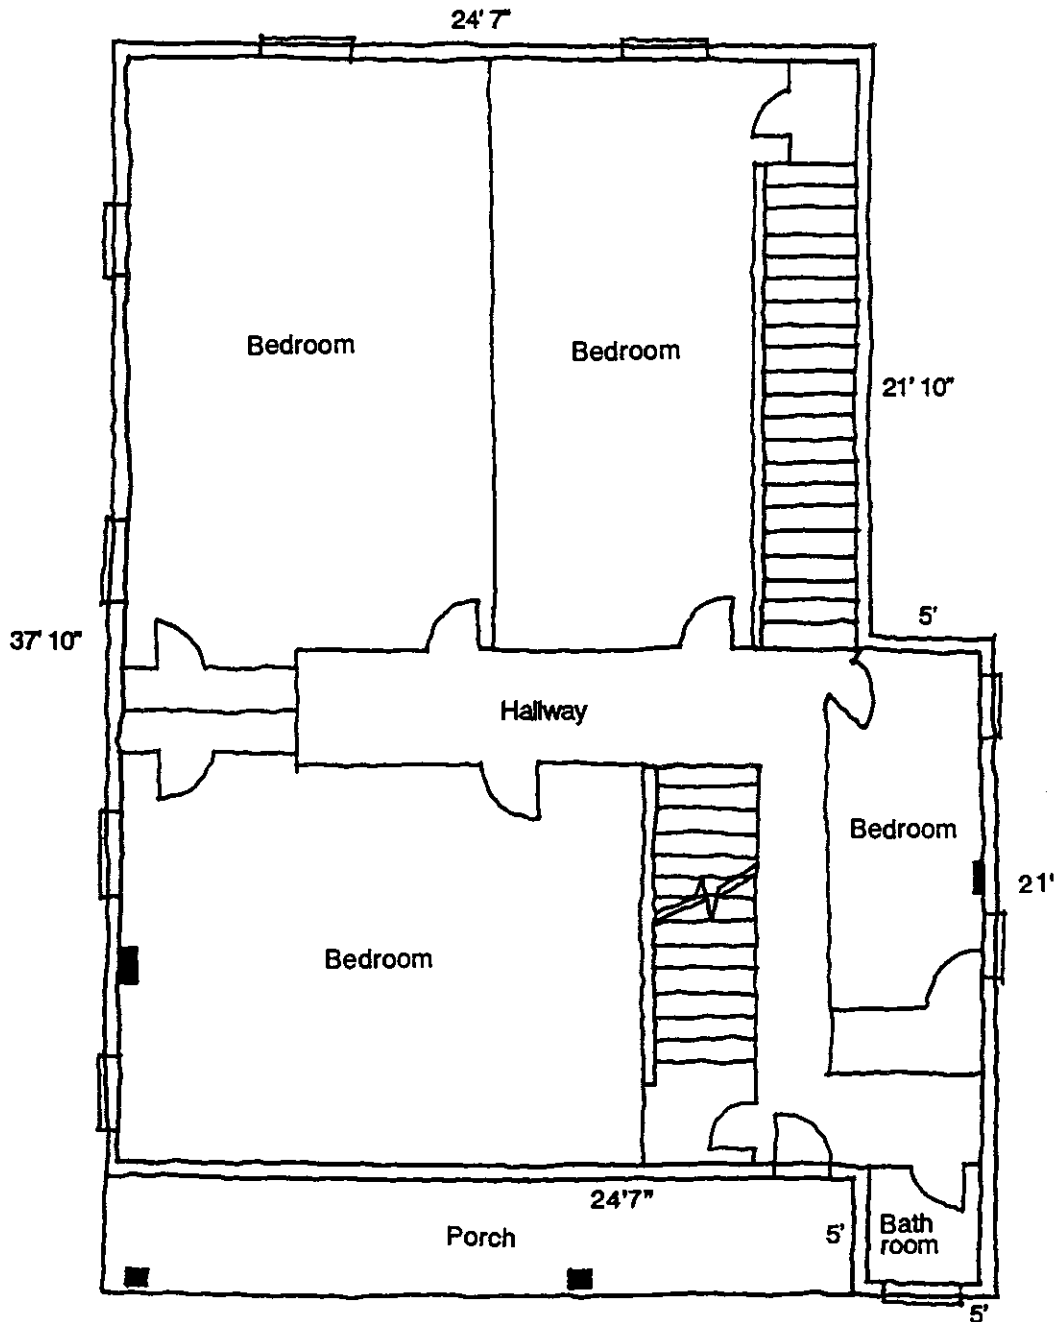 24' 7"
Bedroom
Bedroom
21' 10"
5'
37' 10"
Hallway
Bedroom
21'
Bedroom
24'7"
Porch
5'
Bath
room
5'